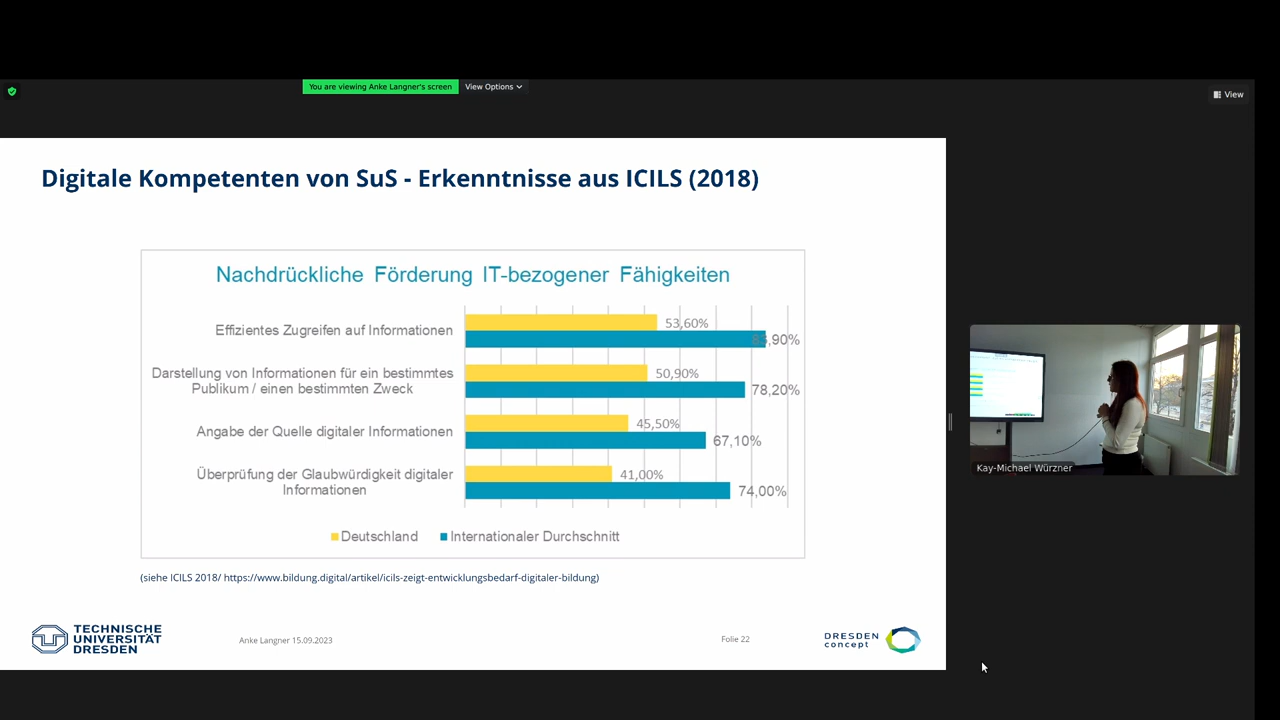 You are viewing Anke Langner's screen
View Options
View
Digitale Kompetenten von SuS - Erkenntnisse aus ICILS (2018)
Nachdrückliche Förderung IT-bezogener Fähigkeiten
Effizientes Zugreifen auf Informationen
53,60%
,90%
Darstellung von Informationen für ein bestimmtes
Publikum / einen bestimmten Zweck
50,90%
78,20%
Angabe der Quelle digitaler Informationen
45,50%
67,10%
Überprüfung der Glaubwürdigkeit digitaler
Informationen
41,00%
74,00%
Deutschland
Internationaler Durchschnitt
(siehe ICILS 2018/ https://www.bildung.digital/artikel/icils-zeigt-entwicklungsbedarf-digitaler-bildung)
TECHNISCHE
UNIVERSITÄT
DRESDEN
Anke Langner 15.09.2023
Folie 22
DRESDEN
concept
Kay-Michael Würzner